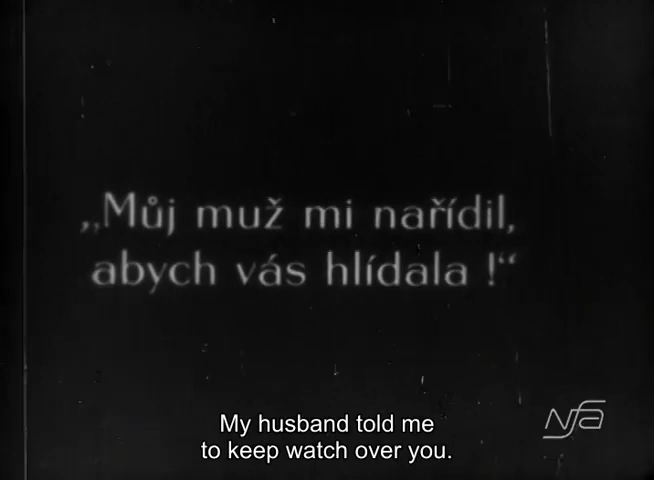 „Můj muž mi nařídil,
abych vás hlídala !“
My husband told me
to keep watch over you.
nfa